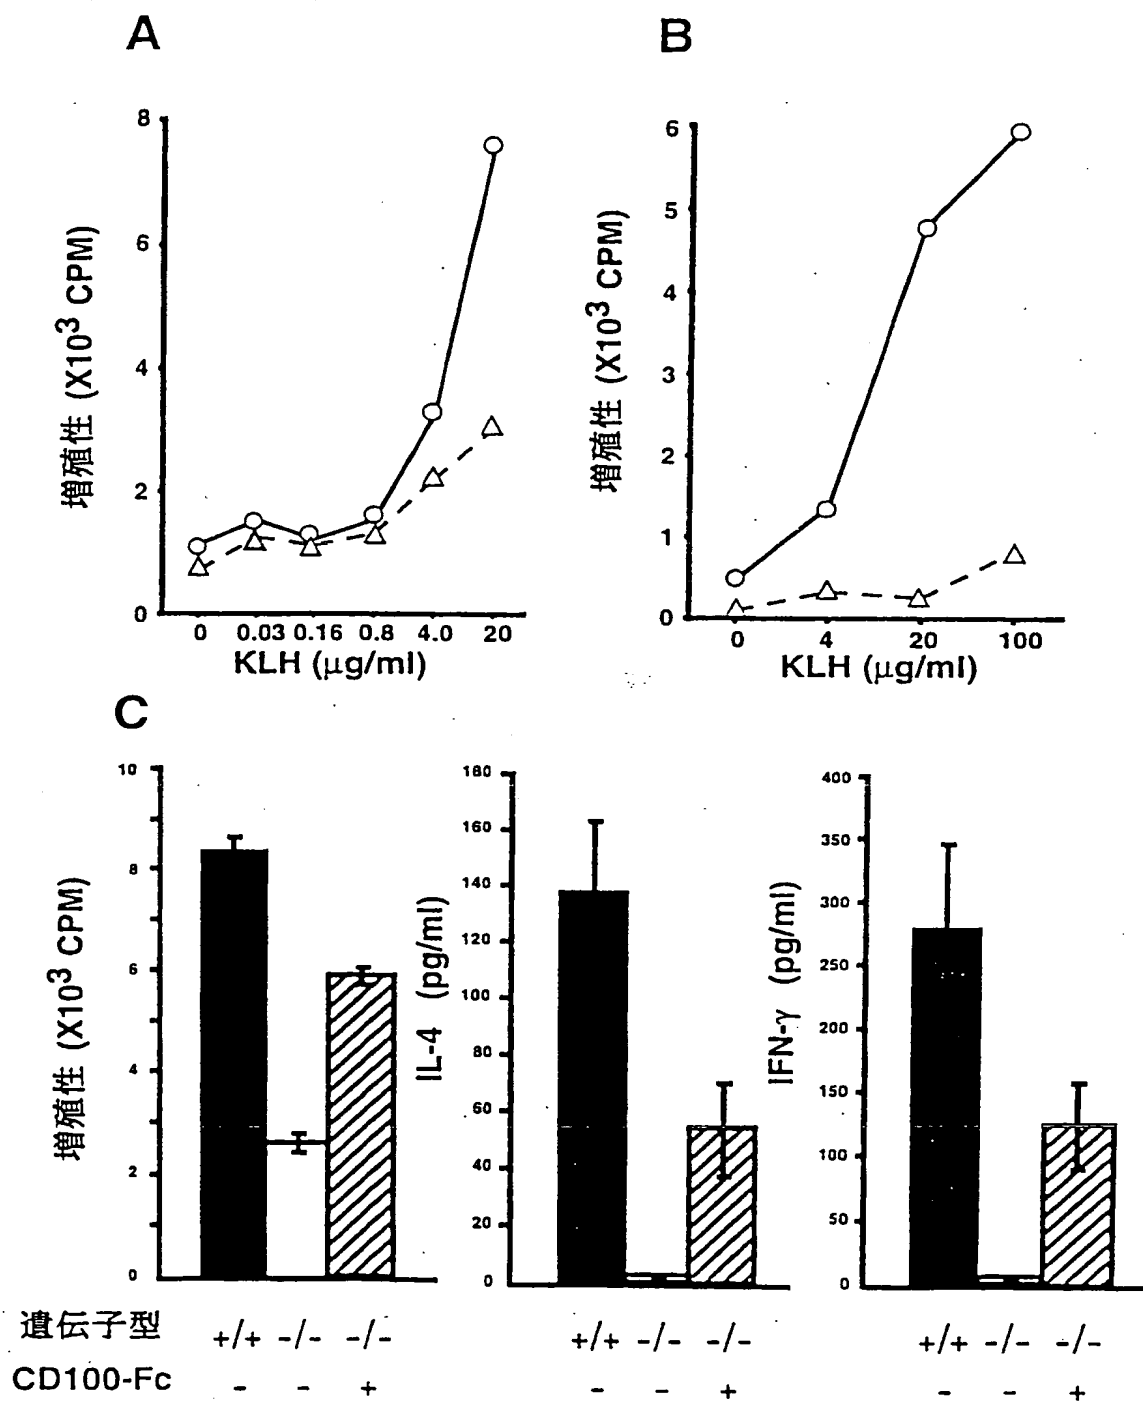 A
増殖性 (X10³ CPM)
8
6
4
2
0
0 0.03 0.16 0.8 4.0 20
KLH (μg/ml)
B
増殖性 (X10³ CPM)
6
5
4
3
2
1
0
0 4 20 100
KLH (μg/ml)
C
増殖性 (X10³ CPM)
10
8
6
4
2
0
IL-4 (pg/ml)
180
160
140
120
100
80
60
40
20
0
IFN-γ (pg/ml)
400
350
300
250
200
150
100
50
0
遺伝子型 +/+ -/- -/- +/+ -/- -/- +/+ -/- -/-
CD100-Fc - - + - - + - - +